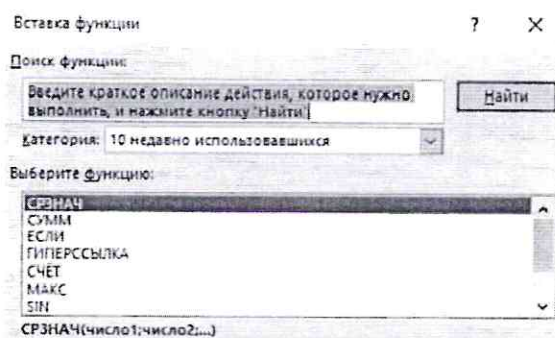 Вставка функции ? ×
Поиск функции:
Введите краткое описание действия, которое нужно
выполнить, и нажмите кнопку "Найти"
Найти
Категория: 10 недавно использовавшихся
Выберите функцию:
СРЗНАЧ
СУММ
ЕСЛИ
ГИПЕРССЫЛКА
СЧЁТ
МАКС
SIN
СРЗНАЧ(число1;число2;...)